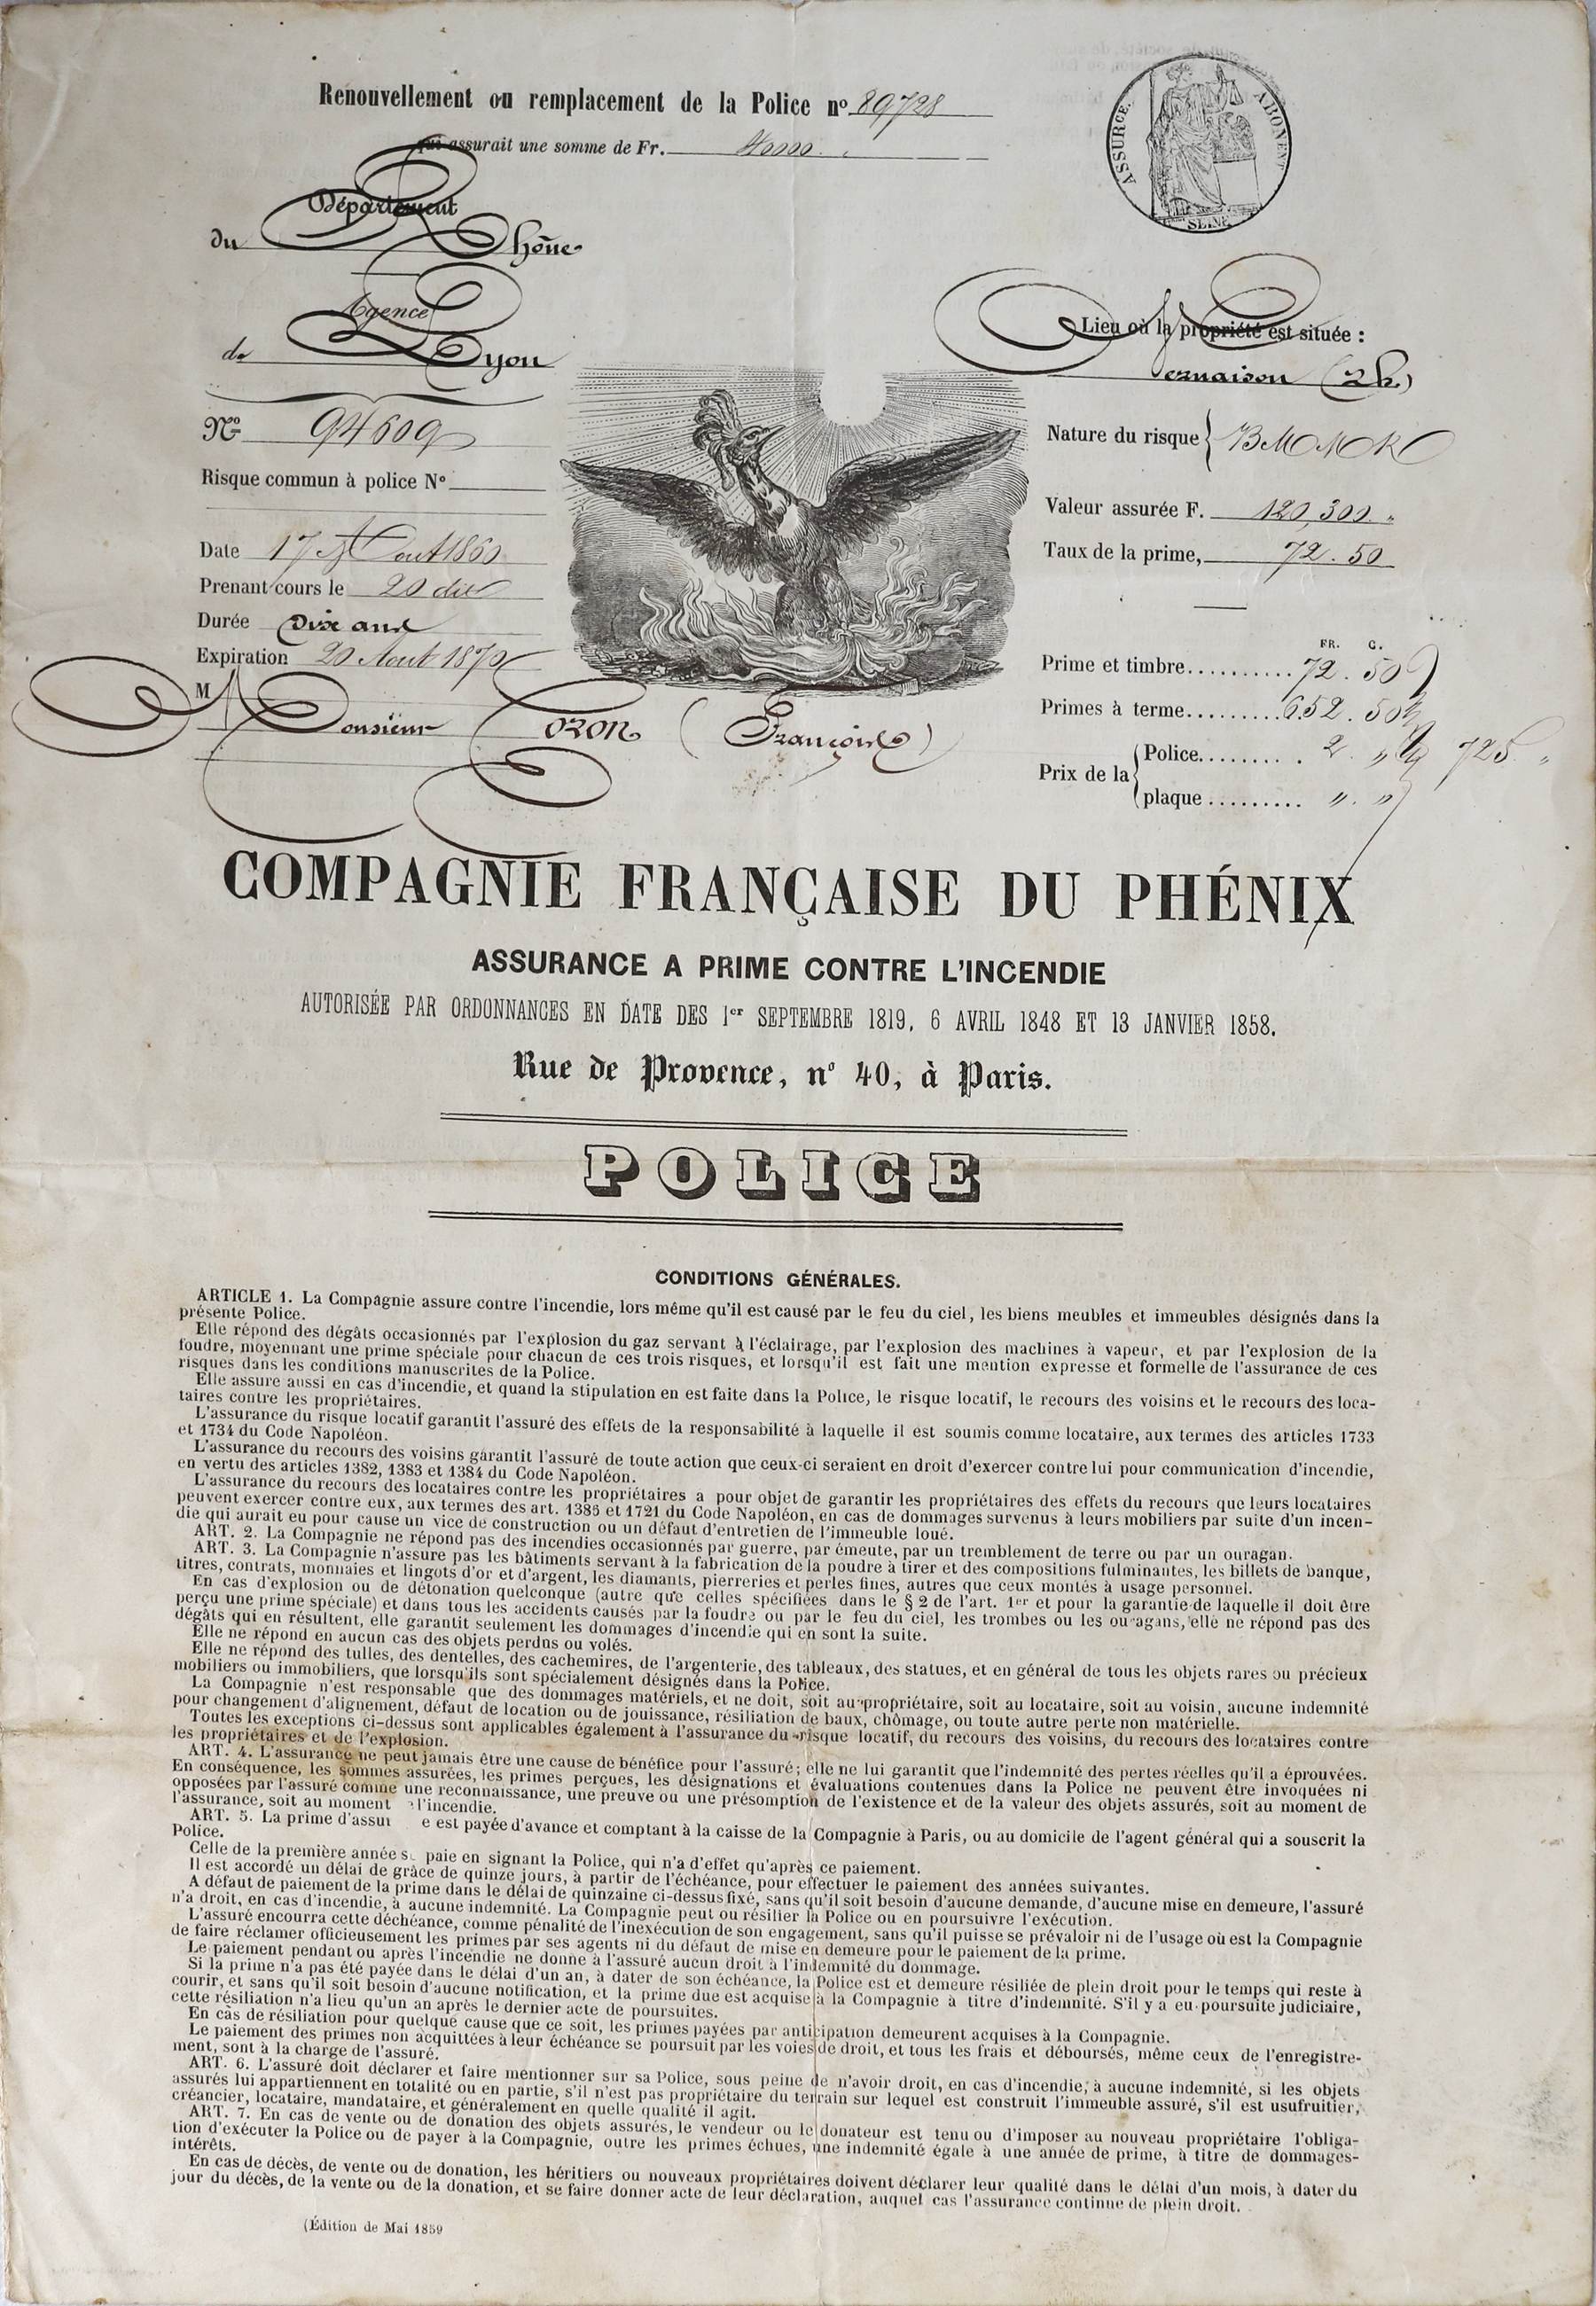 Renouvellement ou remplacement de la Police nº 89728
qui assurait une somme de Fr. 40000
ASSURCE. ABONENT
SEINE
Département
du Rhône
Agence
de Lyon
Lieu où la propriété est située :
Vernaison (Rh)
Nº 94609
Nature du risque
Risque commun à police Nº
Valeur assurée F. 120,300 "
Date 17 Aout 1860
Taux de la prime, 72.50
Prenant cours le 20 dit
Durée Dix ans
Expiration 20 Aout 1870
FR. C.
Prime et timbre.......... 72.50
M
Monsieur Cozon (François)
Primes à terme......... 652.50
Prix de la { Police......... 2. " 725 "
plaque ......... " . "
COMPAGNIE FRANÇAISE DU PHÉNIX
ASSURANCE A PRIME CONTRE L'INCENDIE
AUTORISÉE PAR ORDONNANCES EN DATE DES 1er SEPTEMBRE 1819, 6 AVRIL 1848 ET 13 JANVIER 1858.
Rue de Provence, nº 40, à Paris.
POLICE
CONDITIONS GÉNÉRALES.
ARTICLE 1. La Compagnie assure contre l'incendie, lors même qu'il est causé par le feu du ciel, les biens meubles et immeubles désignés dans la
présente Police.
Elle répond des dégâts occasionnés par l'explosion du gaz servant à l'éclairage, par l'explosion des machines à vapeur, et par l'explosion de la
foudre, moyennant une prime spéciale pour chacun de ces trois risques, et lorsqu'il est fait une mention expresse et formelle de l'assurance de ces
risques dans les conditions manuscrites de la Police.
Elle assure aussi en cas d'incendie, et quand la stipulation en est faite dans la Police, le risque locatif, le recours des voisins et le recours des loca-
taires contre les propriétaires.
L'assurance du risque locatif garantit l'assuré des effets de la responsabilité à laquelle il est soumis comme locataire, aux termes des articles 1733
et 1734 du Code Napoléon.
L'assurance du recours des voisins garantit l'assuré de toute action que ceux-ci seraient en droit d'exercer contre lui pour communication d'incendie,
en vertu des articles 1382, 1383 et 1384 du Code Napoléon.
L'assurance du recours des locataires contre les propriétaires a pour objet de garantir les propriétaires des effets du recours que leurs locataires
peuvent exercer contre eux, aux termes des art. 1386 et 1721 du Code Napoléon, en cas de dommages survenus à leurs mobiliers par suite d'un incen-
die qui aurait eu pour cause un vice de construction ou un défaut d'entretien de l'immeuble loué.
ART. 2. La Compagnie ne répond pas des incendies occasionnés par guerre, par émeute, par un tremblement de terre ou par un ouragan.
ART. 3. La Compagnie n'assure pas les bâtiments servant à la fabrication de la poudre à tirer et des compositions fulminantes, les billets de banque,
titres, contrats, monnaies et lingots d'or et d'argent, les diamants, pierreries et perles fines, autres que ceux montés à usage personnel.
En cas d'explosion ou de détonation quelconque (autre que celles spécifiées dans le § 2 de l'art. 1er et pour la garantie de laquelle il doit être
perçu une prime spéciale) et dans tous les accidents causés par la foudre ou par le feu du ciel, les trombes ou les ouragans, elle ne répond pas des
dégâts qui en résultent, elle garantit seulement les dommages d'incendie qui en sont la suite.
Elle ne répond en aucun cas des objets perdus ou volés.
Elle ne répond des tulles, des dentelles, des cachemires, de l'argenterie, des tableaux, des statues, et en général de tous les objets rares ou précieux
mobiliers ou immobiliers, que lorsqu'ils sont spécialement désignés dans la Police.
La Compagnie n'est responsable que des dommages matériels, et ne doit, soit au propriétaire, soit au locataire, soit au voisin, aucune indemnité
pour changement d'alignement, défaut de location ou de jouissance, résiliation de baux, chômage, ou toute autre perte non matérielle.
Toutes les exceptions ci-dessus sont applicables également à l'assurance du risque locatif, du recours des voisins, du recours des locataires contre
les propriétaires et de l'explosion.
ART. 4. L'assurance ne peut jamais être une cause de bénéfice pour l'assuré; elle ne lui garantit que l'indemnité des pertes réelles qu'il a éprouvées.
En conséquence, les sommes assurées, les primes perçues, les désignations et évaluations contenues dans la Police ne peuvent être invoquées ni
opposées par l'assuré comme une reconnaissance, une preuve ou une présomption de l'existence et de la valeur des objets assurés, soit au moment de
l'assurance, soit au moment l'incendie.
ART. 5. La prime d'assur e est payée d'avance et comptant à la caisse de la Compagnie à Paris, ou au domicile de l'agent général qui a souscrit la
Police.
Celle de la première année s paie en signant la Police, qui n'a d'effet qu'après ce paiement.
Il est accordé un délai de grâce de quinze jours, à partir de l'échéance, pour effectuer le paiement des années suivantes.
A défaut de paiement de la prime dans le délai de quinzaine ci-dessus fixé, sans qu'il soit besoin d'aucune demande, d'aucune mise en demeure, l'assuré
n'a droit, en cas d'incendie, à aucune indemnité. La Compagnie peut ou résilier la Police ou en poursuivre l'exécution.
L'assuré encourra cette déchéance, comme pénalité de l'inexécution de son engagement, sans qu'il puisse se prévaloir ni de l'usage où est la Compagnie
de faire réclamer officieusement les primes par ses agents ni du défaut de mise en demeure pour le paiement de la prime.
Le paiement pendant ou après l'incendie ne donne à l'assuré aucun droit à l'indemnité du dommage.
Si la prime n'a pas été payée dans le délai d'un an, à dater de son échéance, la Police est et demeure résiliée de plein droit pour le temps qui reste à
courir, et sans qu'il soit besoin d'aucune notification, et la prime due est acquise à la Compagnie à titre d'indemnité. S'il y a eu poursuite judiciaire,
cette résiliation n'a lieu qu'un an après le dernier acte de poursuites.
En cas de résiliation pour quelque cause que ce soit, les primes payées par anticipation demeurent acquises à la Compagnie.
Le paiement des primes non acquittées à leur échéance se poursuit par les voies de droit, et tous les frais et déboursés, même ceux de l'enregistre-
ment, sont à la charge de l'assuré.
ART. 6. L'assuré doit déclarer et faire mentionner sur sa Police, sous peine de n'avoir droit, en cas d'incendie, à aucune indemnité, si les objets
assurés lui appartiennent en totalité ou en partie, s'il n'est pas propriétaire du terrain sur lequel est construit l'immeuble assuré, s'il est usufruitier,
créancier, locataire, mandataire, et généralement en quelle qualité il agit.
ART. 7. En cas de vente ou de donation des objets assurés, le vendeur ou le donateur est tenu ou d'imposer au nouveau propriétaire l'obliga-
tion d'exécuter la Police ou de payer à la Compagnie, outre les primes échues, une indemnité égale à une année de prime, à titre de dommages-
intérêts.
En cas de décès, de vente ou de donation, les héritiers ou nouveaux propriétaires doivent déclarer leur qualité dans le délai d'un mois, à dater du
jour du décès, de la vente ou de la donation, et se faire donner acte de leur déclaration, auquel cas l'assurance continue de plein droit.
(Édition de Mai 1859